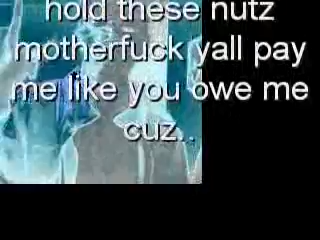 hold these nutz
motherfuck yall pay
me like you owe me
cuz..